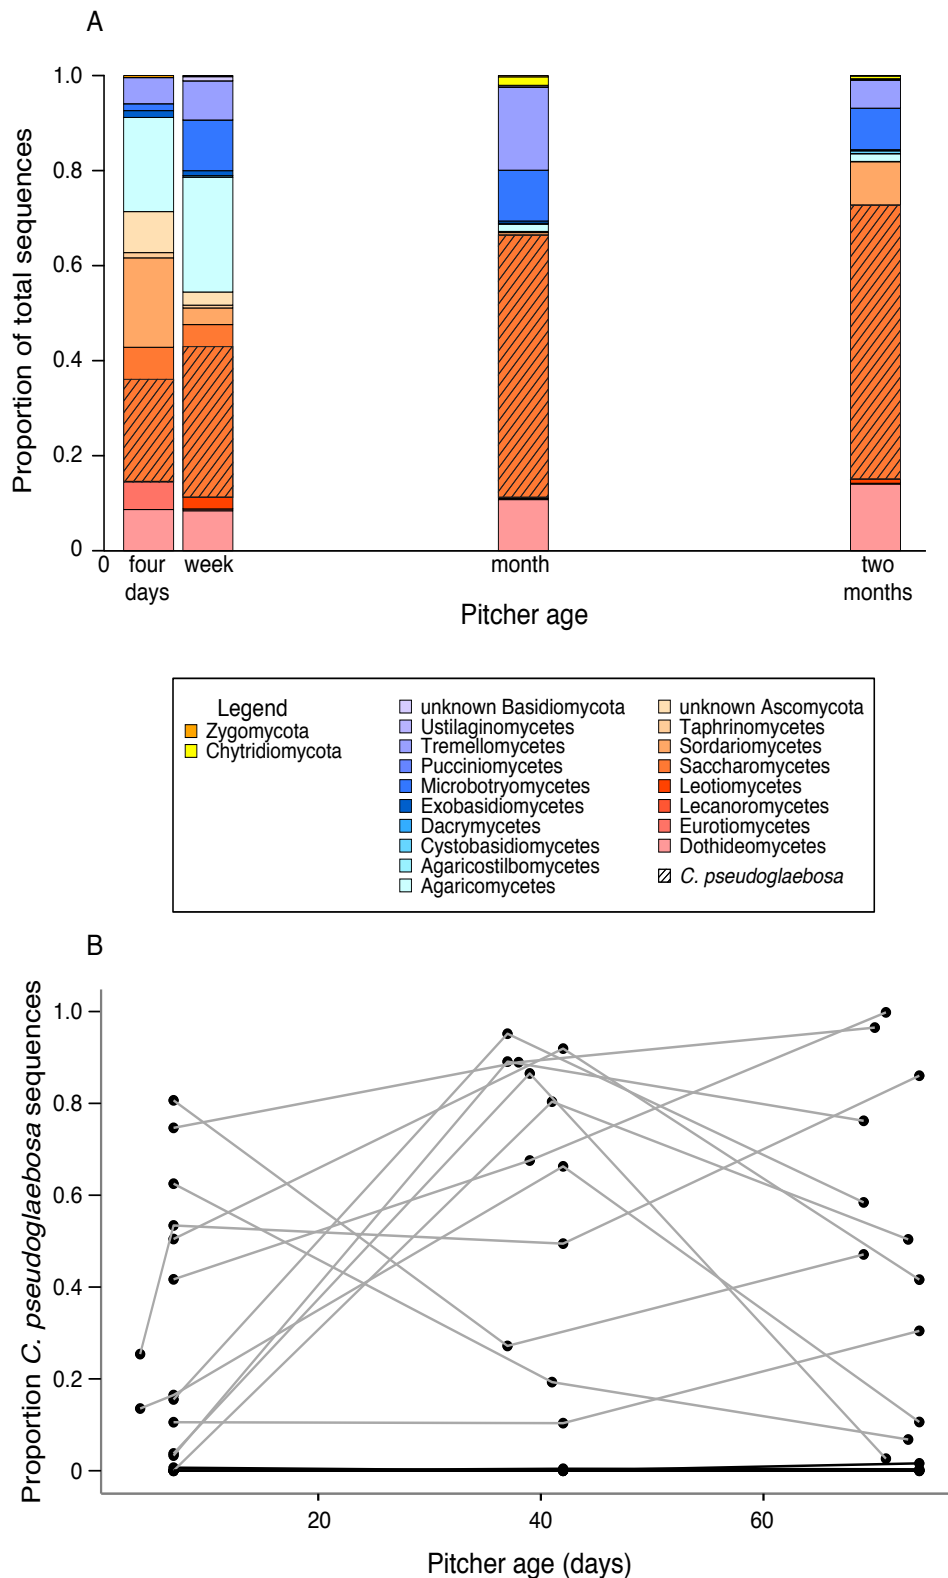 A
Proportion of total sequences
1.0
0.8
0.6
0.4
0.2
0
0 four days week month two months
Pitcher age
Legend
Zygomycota
Chytridiomycota
unknown Basidiomycota
Ustilaginomycetes
Tremellomycetes
Pucciniomycetes
Microbotryomycetes
Exobasidiomycetes
Dacrymycetes
Cystobasidiomycetes
Agaricostilbomycetes
Agaricomycetes
unknown Ascomycota
Taphrinomycetes
Sordariomycetes
Saccharomycetes
Leotiomycetes
Lecanoromycetes
Eurotiomycetes
Dothideomycetes
C. pseudoglaebosa
B
Proportion C. pseudoglaebosa sequences
1.0
0.8
0.6
0.4
0.2
0
20 40 60
Pitcher age (days)